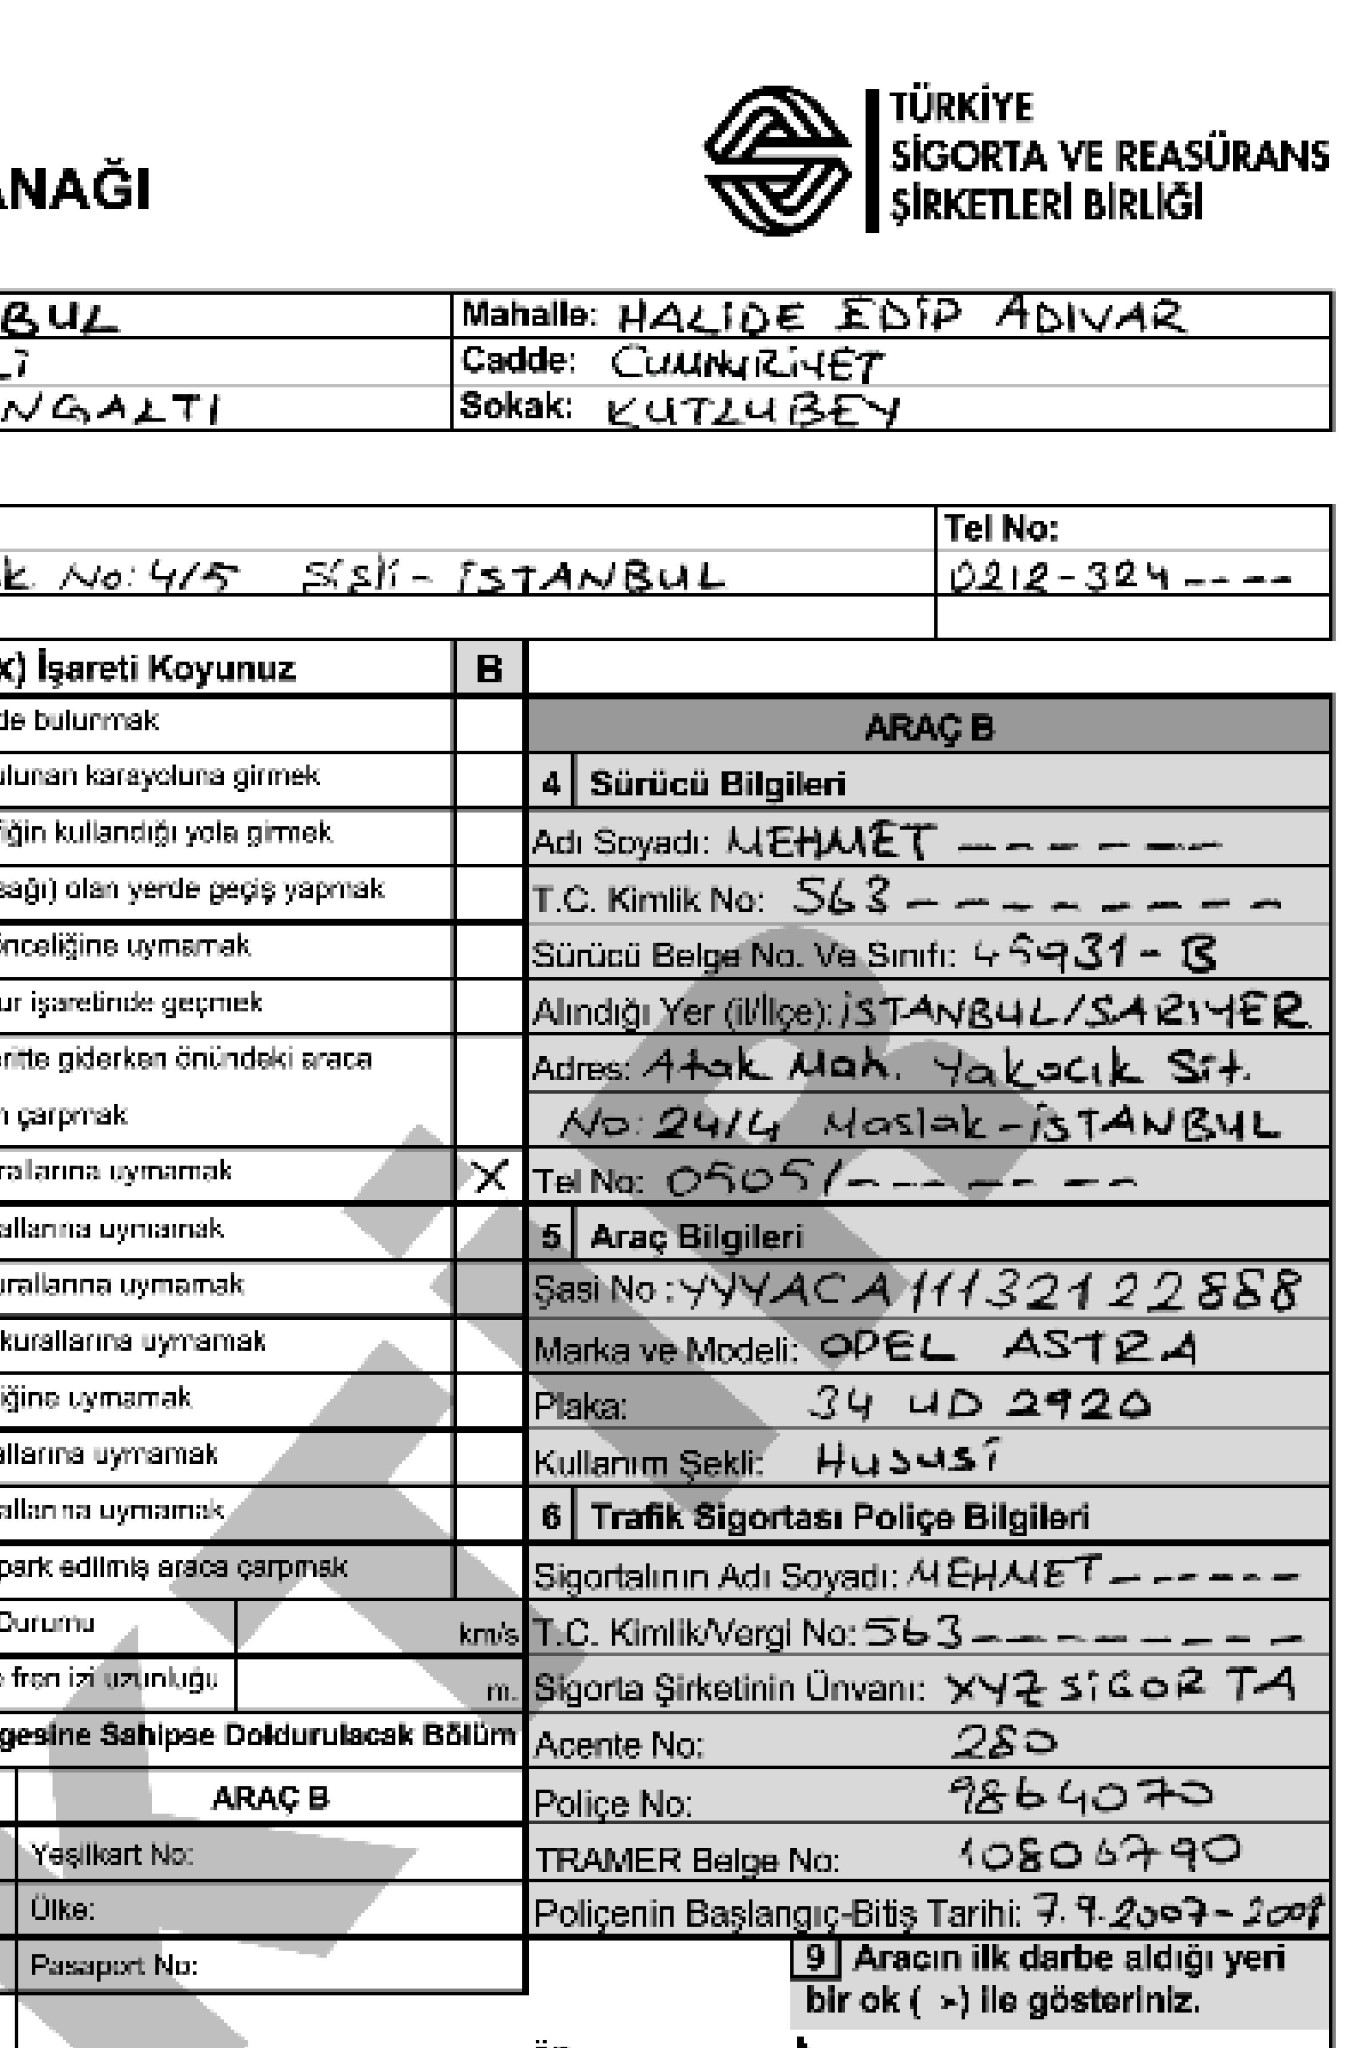 TÜRKİYE
SİGORTA VE REASÜRANS
ŞİRKETLERİ BİRLİĞİ
ANAĞI
BUL
Mahalle: HALİDE EDİP ADIVAR
Lİ
Cadde: CUMHURİYET
NGALTI
Sokak: KUTLUBEY
Tel No:
k. No: 4/5 Şişli - İSTANBUL
0212-324----
x) İşareti Koyunuz
B
de bulunmak
ARAÇ B
ulunan karayoluna girmek
4 Sürücü Bilgileri
iğin kullandığı yola girmek
Adı Soyadı: MEHMET ------
sağı) olan yerde geçiş yapmak
T.C. Kimlik No: 563--------
önceliğine uymamak
Sürücü Belge No. Ve Sınıfı: 45931 - B
ur işaretinde geçmek
Alındığı Yer (il/İlçe): İSTANBUL/SARIYER
eritte giderken önündeki araca
Adres: Atak Mah. Yakacık Sit.
n çarpmak
No: 24/4 Maslak - İSTANBUL
rallarına uymamak
X
Tel No: 0505/------
allarına uymamak
5 Araç Bilgileri
urallarına uymamak
Şasi No : YYYACA 11132122888
kurallarına uymamak
Marka ve Modeli: OPEL ASTRA
iğine uymamak
Plaka: 34 UD 2920
allarına uymamak
Kullanım Şekli: Hususi
allarına uymamak
6 Trafik Sigortası Poliçe Bilgileri
park edilmiş araca çarpmak
Sigortalının Adı Soyadı: MEHMET------
Durumu
km/s
T.C. Kimlik/Vergi No: 563--------
fren izi uzunluğu
m.
Sigorta Şirketinin Ünvanı: XYZ SİGORTA
gesine Sahipse Doldurulacak Bölüm
Acente No: 280
ARAÇ B
Poliçe No: 9864070
Yeşilkart No:
TRAMER Belge No: 10806790
Ülke:
Poliçenin Başlangıç-Bitiş Tarihi: 7.9.2007 - 2008
Pasaport No:
9 Aracın ilk darbe aldığı yeri
bir ok ( >) ile gösteriniz.